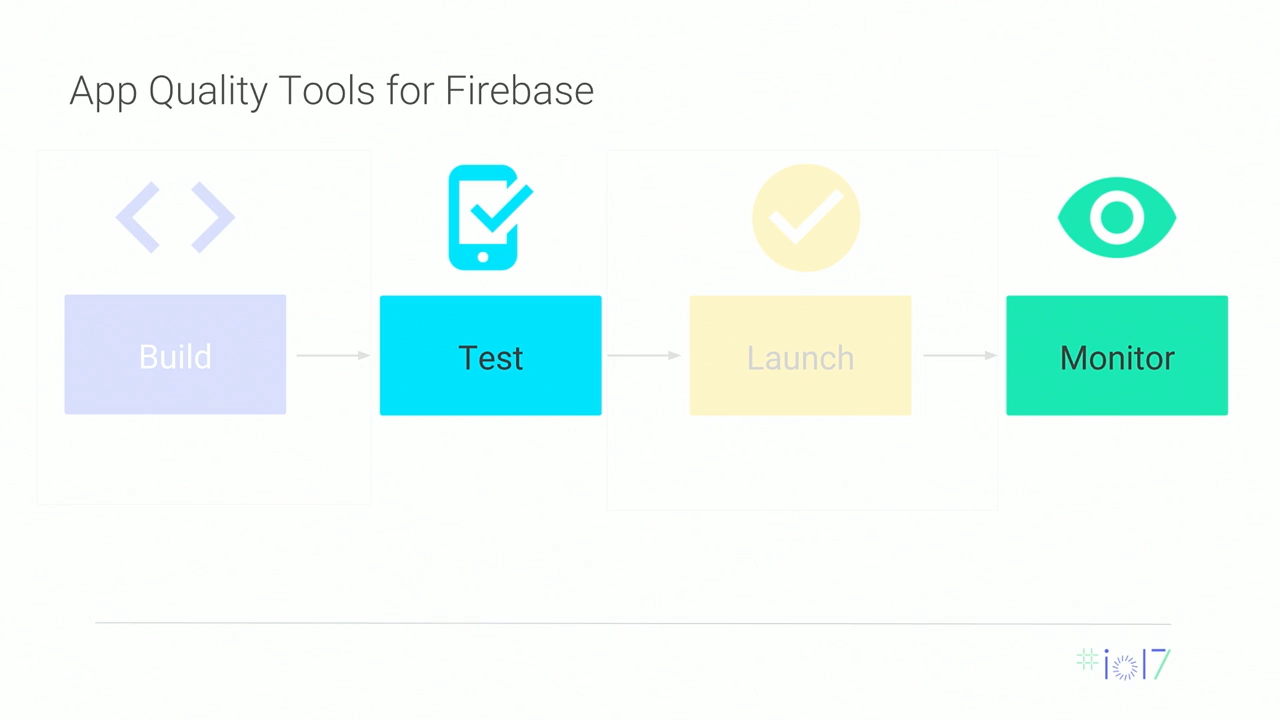 App Quality Tools for Firebase
Build
Test
Launch
Monitor
#io17